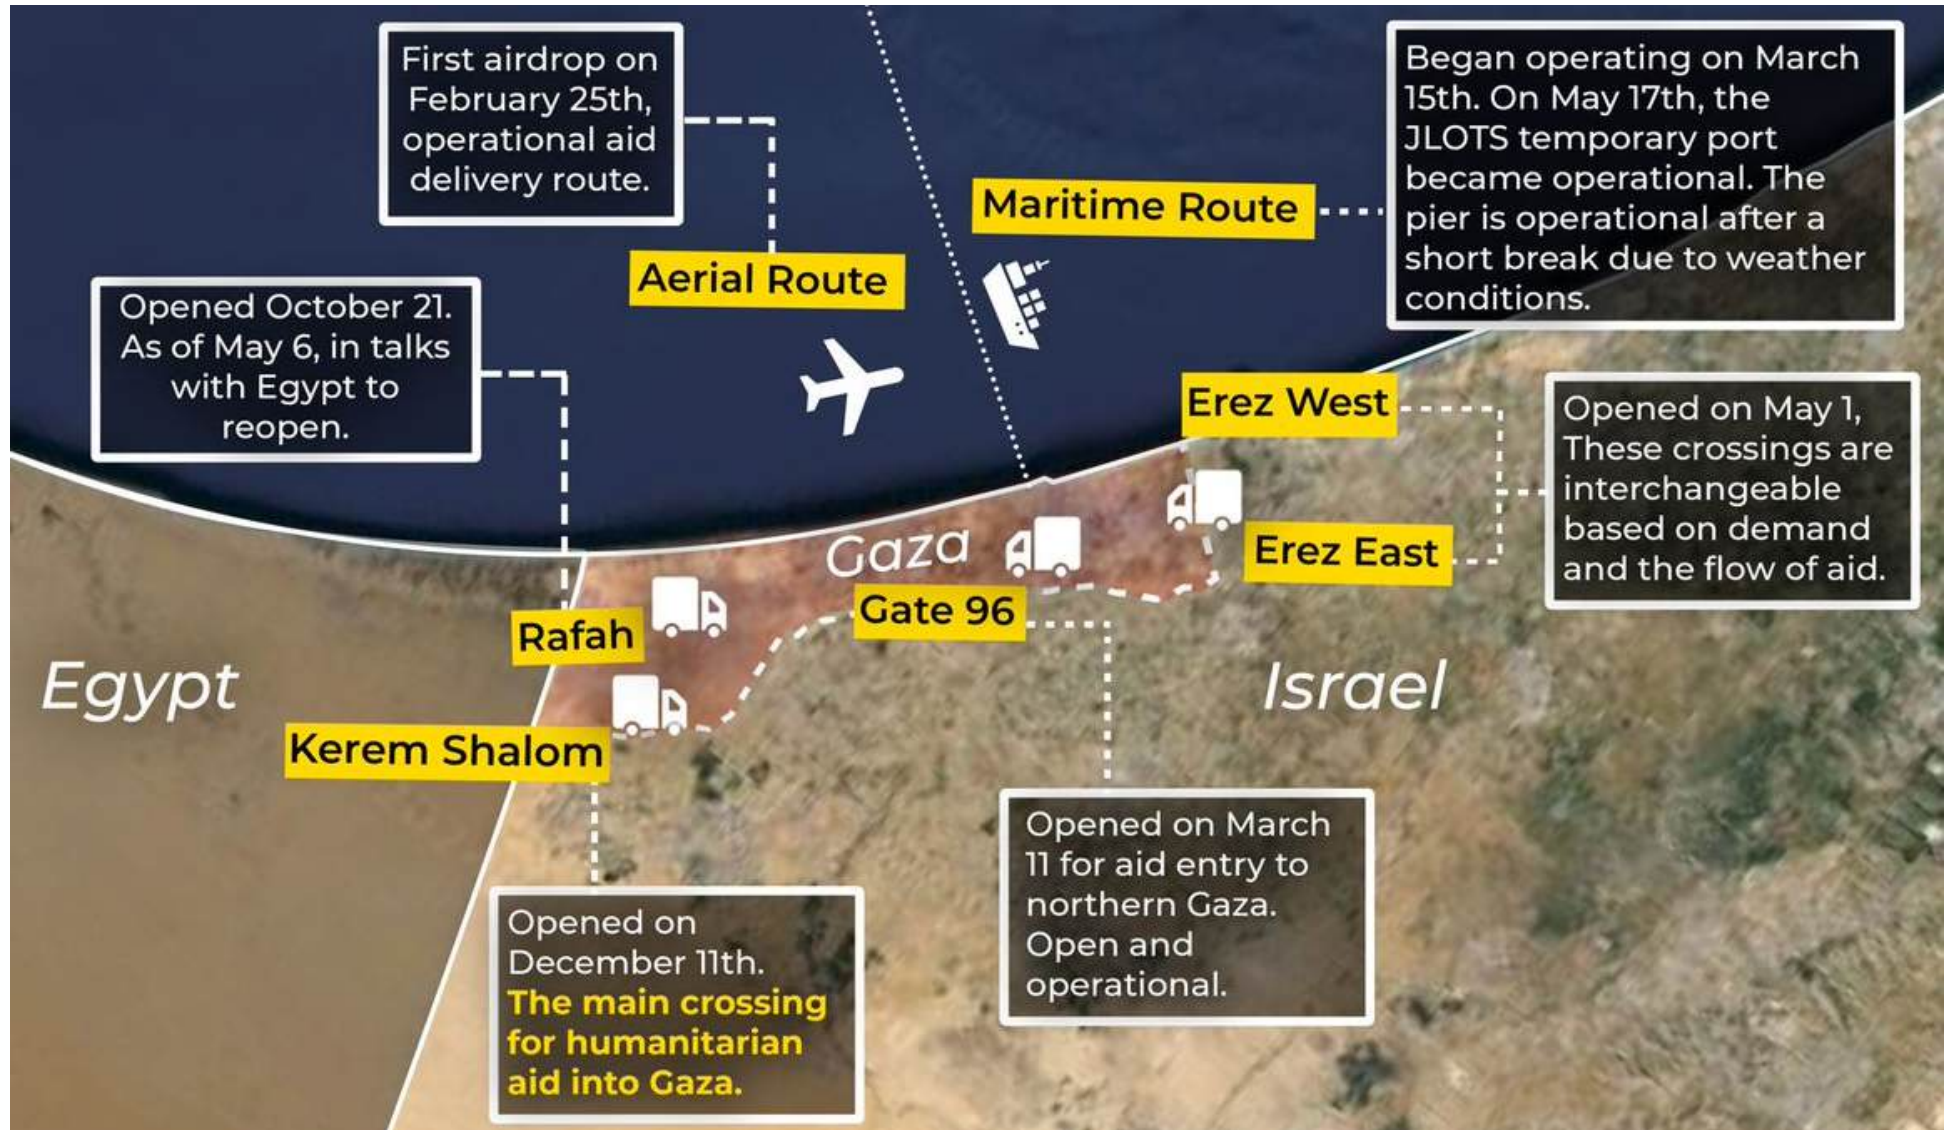 First airdrop on
February 25th,
operational aid
delivery route.
Began operating on March
15th. On May 17th, the
JLOTS temporary port
became operational. The
pier is operational after a
short break due to weather
conditions.
Maritime Route
Aerial Route
Opened October 21.
As of May 6, in talks
with Egypt to
reopen.
Erez West
Opened on May 1,
These crossings are
interchangeable
based on demand
and the flow of aid.
Gaza
Erez East
Gate 96
Rafah
Egypt
Israel
Kerem Shalom
Opened on March
11 for aid entry to
northern Gaza.
Open and
operational.
Opened on
December 11th.
The main crossing
for humanitarian
aid into Gaza.